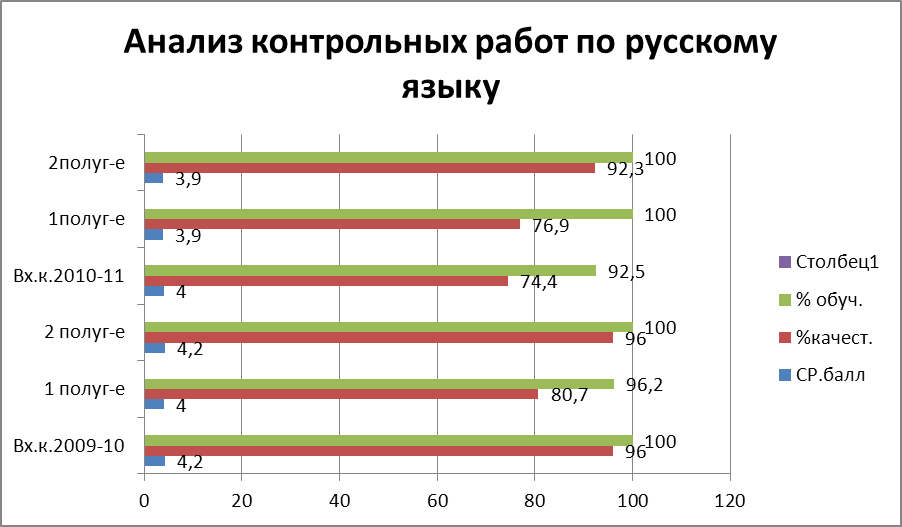 Анализ контрольных работ по русскому
языку
2полуг-е
100
92,3
3,9
1полуг-е
100
76,9
3,9
Вх.к.2010-11
92,5
74,4
4
2 полуг-е
100
96
4,2
1 полуг-е
96,2
80,7
4
Вх.к.2009-10
100
96
4,2
0 20 40 60 80 100 120
Столбец1
% обуч.
%качест.
СР.балл